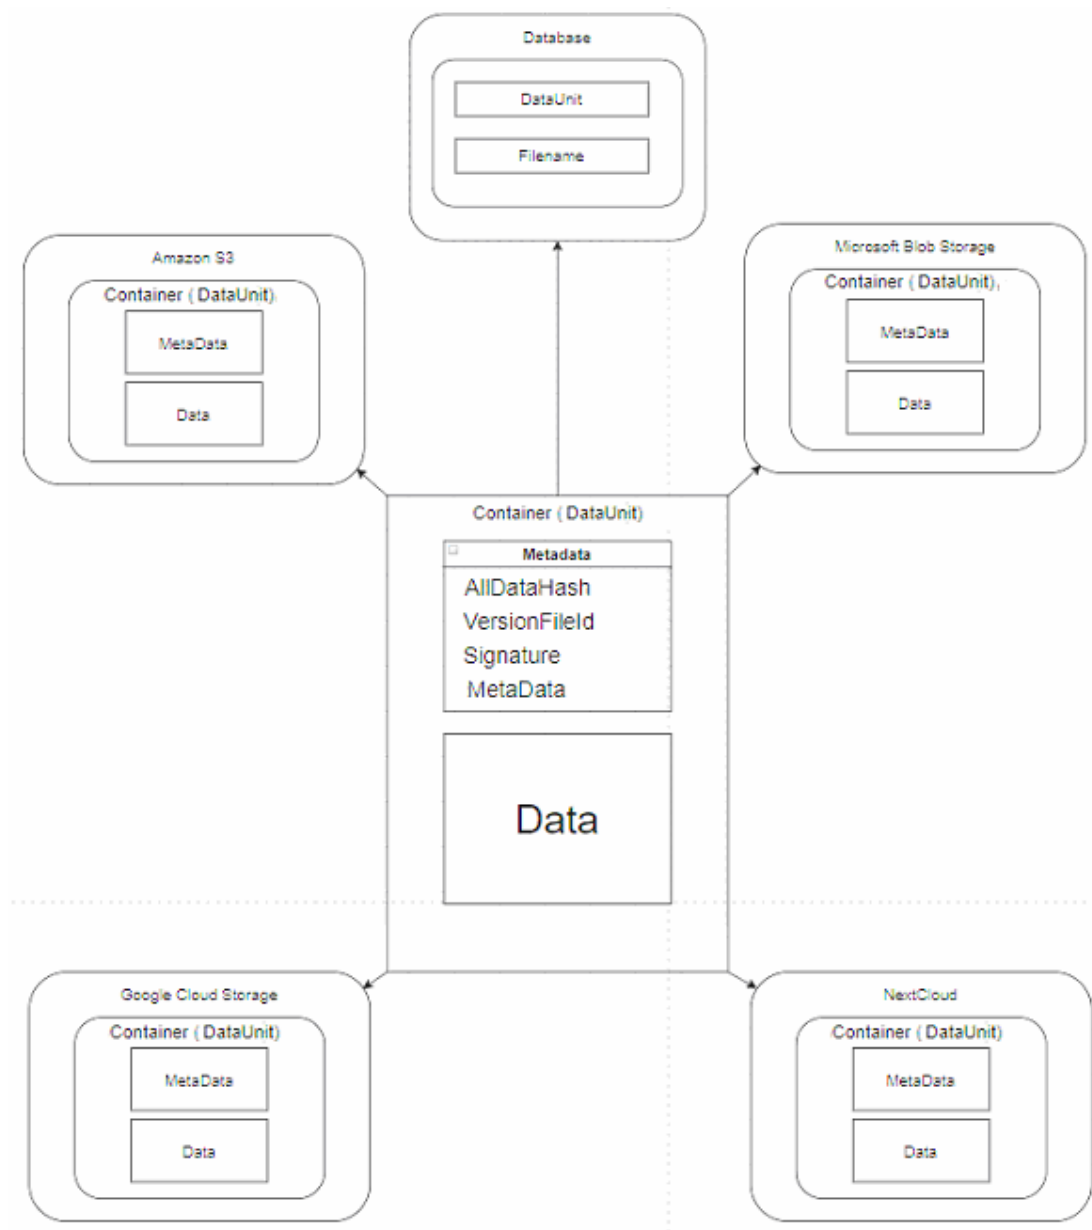 Database
DataUnit
Filename
Amazon S3
Container ( DataUnit)
MetaData
Data
Microsoft Blob Storage
Container ( DataUnit),
MetaData
Data
Container ( DataUnit)
Metadata
AllDataHash
VersionFileId
Signature
MetaData
Data
Google Cloud Storage
Container ( DataUnit)
MetaData
Data
NextCloud
Container ( DataUnit)
MetaData
Data